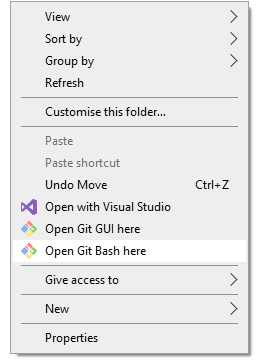 View
Sort by
Group by
Refresh
Customise this folder...
Paste
Paste shortcut
Undo Move Ctrl+Z
Open with Visual Studio
Open Git GUI here
Open Git Bash here
Give access to
New
Properties